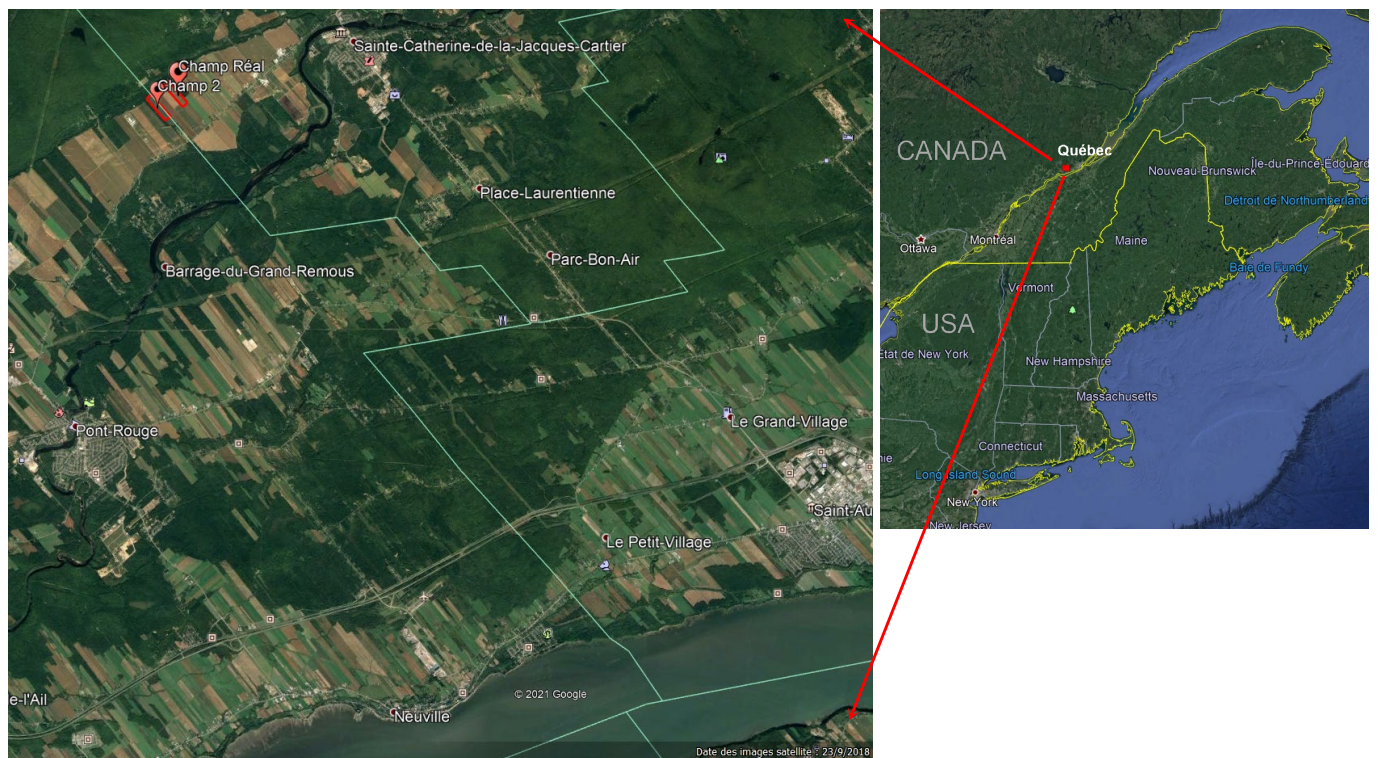 Sainte-Catherine-de-la-Jacques-Cartier
Champ Réal
Champ 2
Place-Laurentienne
Parc-Bon-Air
Barrage-du-Grand-Remous
Pont-Rouge
Le Grand-Village
Saint-Au
Le Petit-Village
e-l'Ail
© 2021 Google
Neuville
Date des images satellite : 23/9/2018
CANADA
Québec
Nouveau-Brunswick
Île-du-Prince-Édouard
Détroit de Northumberland
Ottawa
Montréal
Maine
Baie de Fundy
Vermont
USA
État de New York
New Hampshire
Massachusetts
Connecticut
nie
Long Island Sound
New York
New Jersey